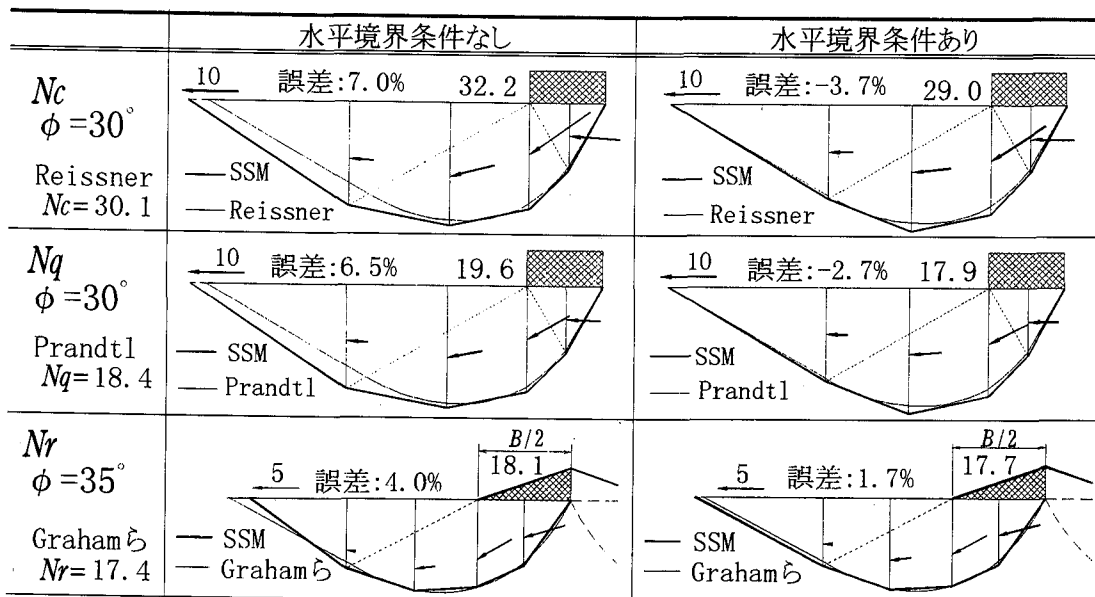 水平境界条件なし
水平境界条件あり
Nc
φ=30°
Reissner
Nc=30.1
10 誤差:7.0% 32.2
SSM
Reissner
10 誤差:-3.7% 29.0
SSM
Reissner
Nq
φ=30°
Prandtl
Nq=18.4
10 誤差:6.5% 19.6
SSM
Prandtl
10 誤差:-2.7% 17.9
SSM
Prandtl
Nr
φ=35°
Grahamら
Nr=17.4
B/2
5 誤差:4.0% 18.1
SSM
Grahamら
B/2
5 誤差:1.7% 17.7
SSM
Grahamら